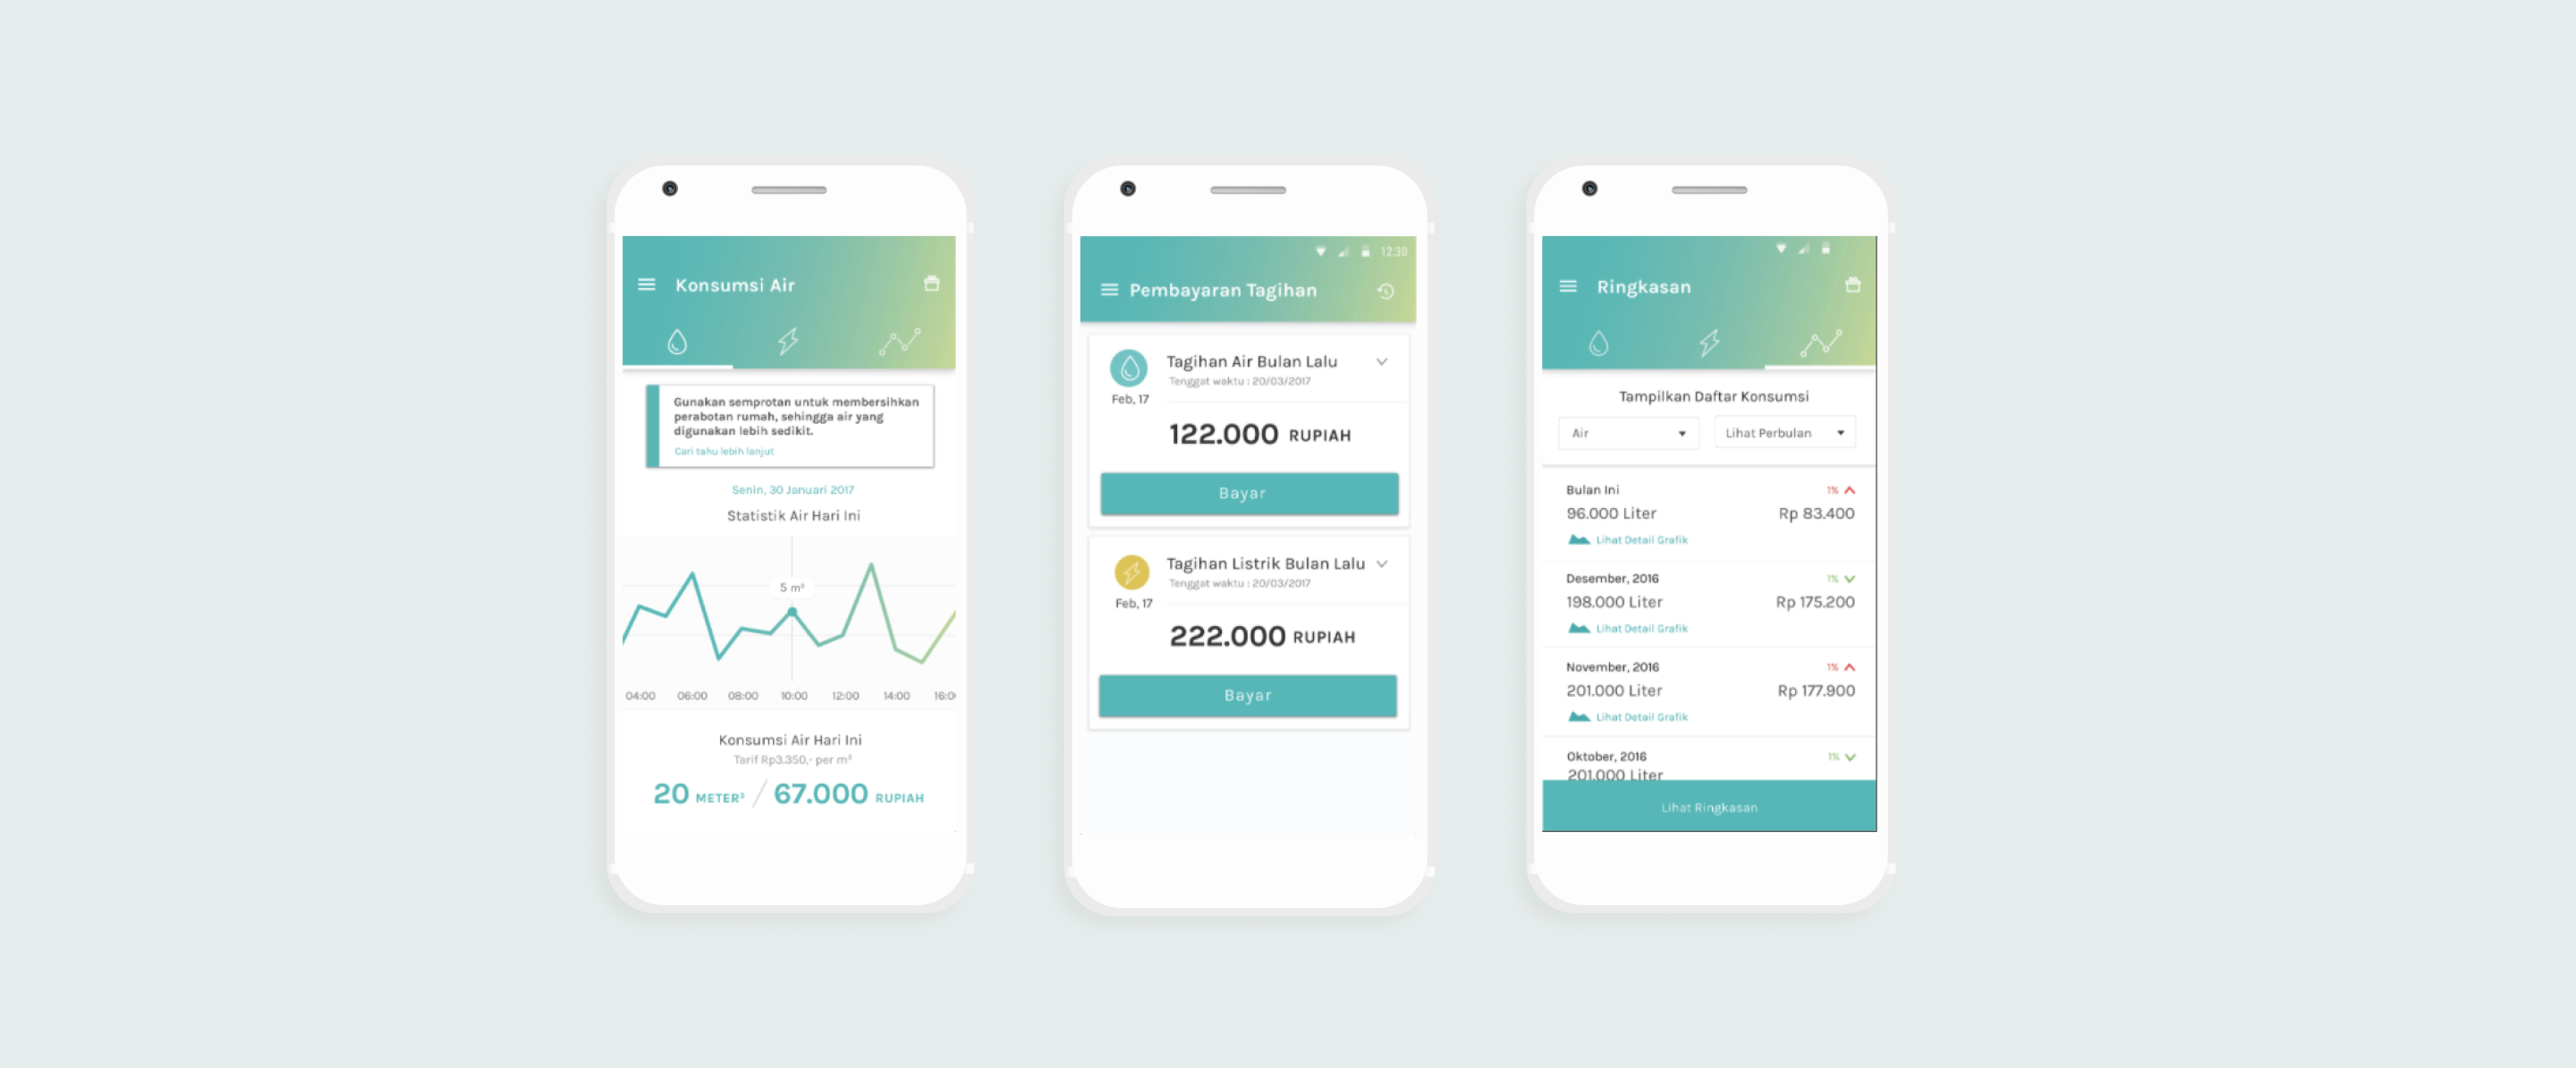 Konsumsi Air
Gunakan semprotan untuk membersihkan
perabotan rumah, sehingga air yang
digunakan lebih sedikit.
Cari tahu lebih lanjut
Senin, 30 Januari 2017
Statistik Air Hari Ini
5 m³
04:00 06:00 08:00 10:00 12:00 14:00 16:00
Konsumsi Air Hari Ini
Tarif Rp3.350,- per m³
20 METER³ / 67.000 RUPIAH
12:30
Pembayaran Tagihan
Tagihan Air Bulan Lalu
Tenggat waktu : 20/03/2017
Feb, 17
122.000 RUPIAH
Bayar
Tagihan Listrik Bulan Lalu
Tenggat waktu : 20/03/2017
Feb, 17
222.000 RUPIAH
Bayar
Ringkasan
Tampilkan Daftar Konsumsi
Air
Lihat Perbulan
Bulan Ini 1%
96.000 Liter Rp 83.400
Lihat Detail Grafik
Desember, 2016 1%
198.000 Liter Rp 175.200
Lihat Detail Grafik
November, 2016 1%
201.000 Liter Rp 177.900
Lihat Detail Grafik
Oktober, 2016 1%
201.000 Liter
Lihat Ringkasan